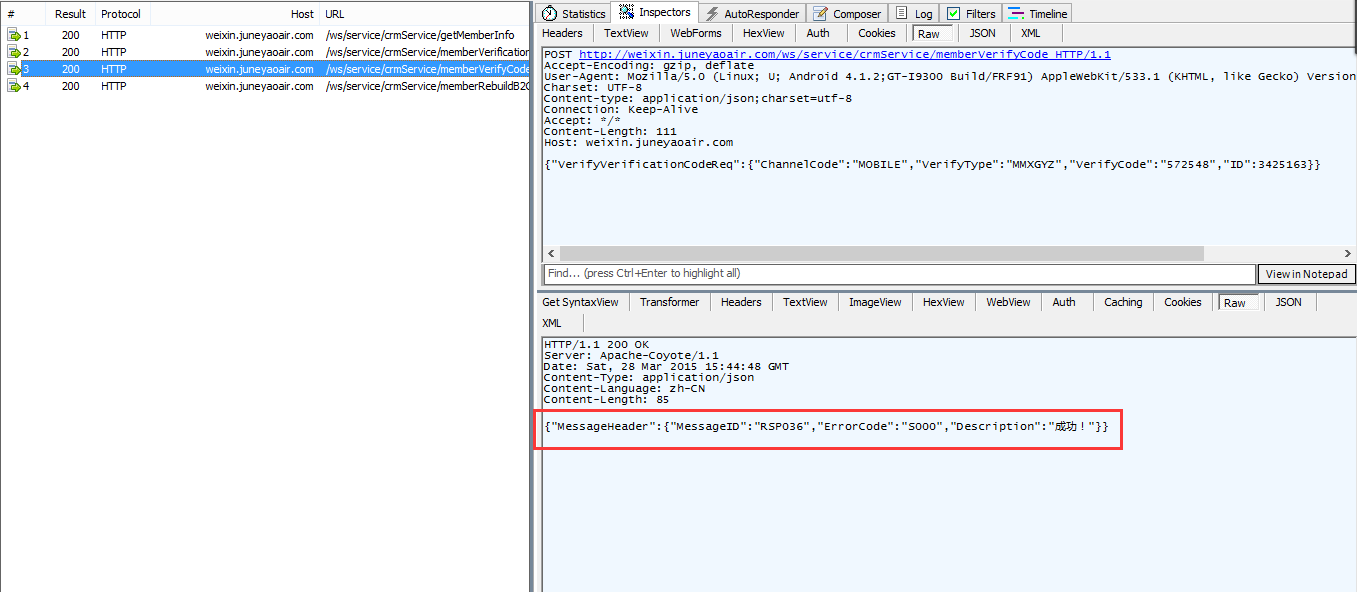 # Result Protocol Host URL
1 200 HTTP weixin.juneyaoair.com /ws/service/crmService/getMemberInfo
2 200 HTTP weixin.juneyaoair.com /ws/service/crmService/memberVerification
3 200 HTTP weixin.juneyaoair.com /ws/service/crmService/memberVerifyCode
4 200 HTTP weixin.juneyaoair.com /ws/service/crmService/memberRebuildB2C
Statistics Inspectors AutoResponder Composer Log Filters Timeline
Headers TextView WebForms HexView Auth Cookies Raw JSON XML
POST http://weixin.juneyaoair.com/ws/service/crmService/memberVerifyCode HTTP/1.1
Accept-Encoding: gzip, deflate
User-Agent: Mozilla/5.0 (Linux; U; Android 4.1.2;GT-I9300 Build/FRF91) AppleWebKit/533.1 (KHTML, like Gecko) Version
Charset: UTF-8
Content-type: application/json;charset=utf-8
Connection: Keep-Alive
Accept: */*
Content-Length: 111
Host: weixin.juneyaoair.com
{"VerifyVerificationCodeReq":{"ChannelCode":"MOBILE","VerifyType":"MMXGYZ","VerifyCode":"572548","ID":3425163}}
Find... (press Ctrl+Enter to highlight all) View in Notepad
Get SyntaxView Transformer Headers TextView ImageView HexView WebView Auth Caching Cookies Raw JSON
XML
HTTP/1.1 200 OK
Server: Apache-Coyote/1.1
Date: Sat, 28 Mar 2015 15:44:48 GMT
Content-Type: application/json
Content-Language: zh-CN
Content-Length: 85
{"MessageHeader":{"MessageID":"RSP036","ErrorCode":"S000","Description":"成功！"}}